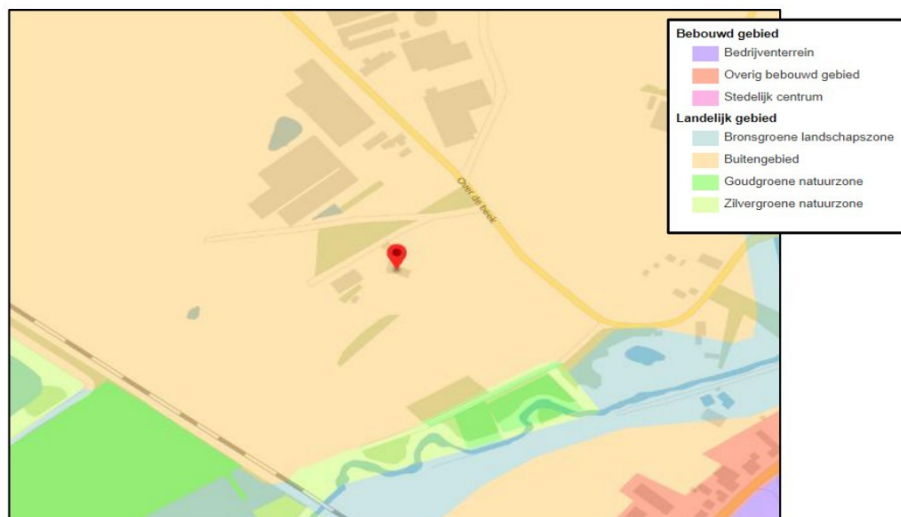 Bebouwd gebied
Bedrijventerrein
Overig bebouwd gebied
Stedelijk centrum
Landelijk gebied
Bronsgroene landschapszone
Buitengebied
Goudgroene natuurzone
Zilvergroene natuurzone
Over de beek